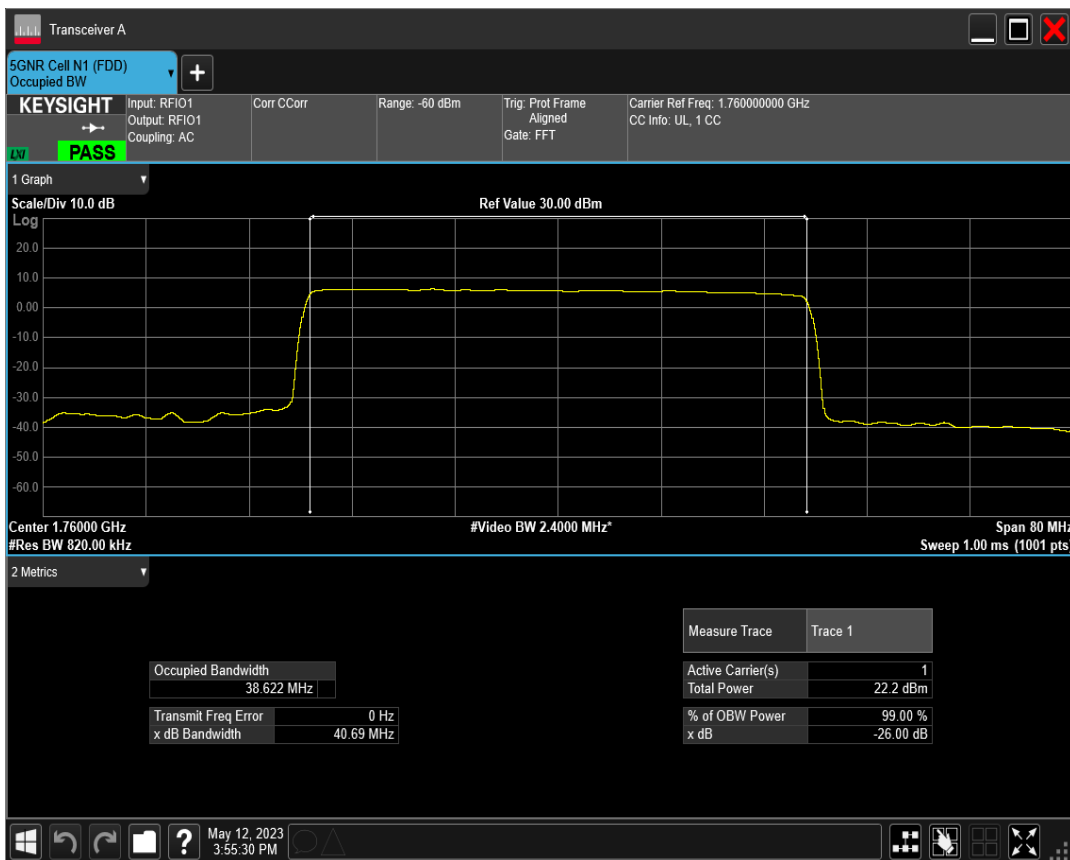 Transceiver A
5GNR Cell N1 (FDD)
Occupied BW
+
KEYSIGHT
LXI
PASS
Input: RFIO1
Output: RFIO1
Coupling: AC
Corr CCorr
Range: -60 dBm
Trig: Prot Frame
Aligned
Gate: FFT
Carrier Ref Freq: 1.760000000 GHz
CC Info: UL, 1 CC
1 Graph
Scale/Div 10.0 dB
Ref Value 30.00 dBm
Log
20.0
10.0
0.00
-10.0
-20.0
-30.0
-40.0
-50.0
-60.0
Center 1.76000 GHz
#Video BW 2.4000 MHz*
Span 80 MHz
#Res BW 820.00 kHz
Sweep 1.00 ms (1001 pts)
2 Metrics
Measure Trace Trace 1
Occupied Bandwidth
38.622 MHz
Active Carrier(s) 1
Total Power 22.2 dBm
Transmit Freq Error 0 Hz
x dB Bandwidth 40.69 MHz
% of OBW Power 99.00 %
x dB -26.00 dB
?
May 12, 2023
3:55:30 PM